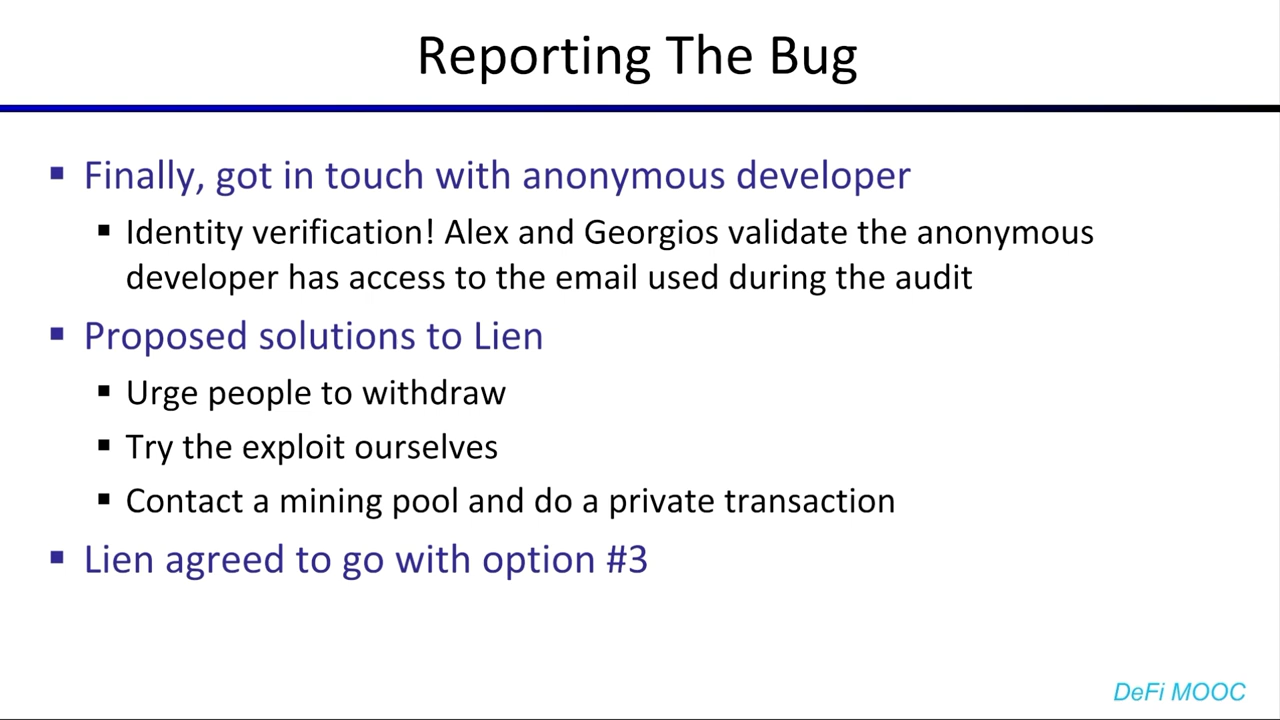 Reporting The Bug
Finally, got in touch with anonymous developer
Identity verification! Alex and Georgios validate the anonymous
developer has access to the email used during the audit
Proposed solutions to Lien
Urge people to withdraw
Try the exploit ourselves
Contact a mining pool and do a private transaction
Lien agreed to go with option #3
DeFi MOOC